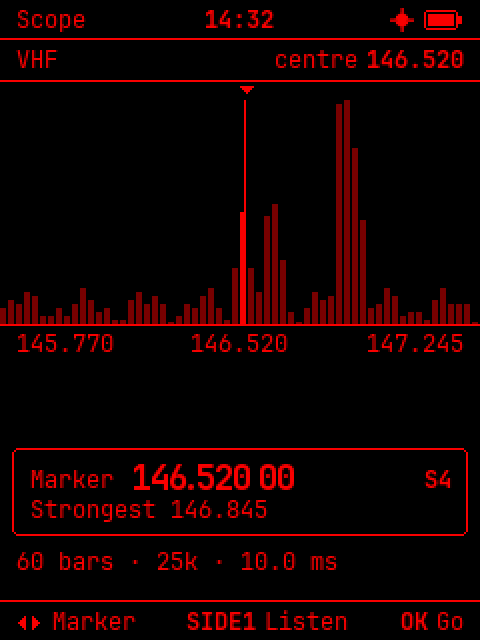 Scope 14:32
VHF centre 146.520
145.770 146.520 147.245
Marker 146.520 00 S4
Strongest 146.845
60 bars · 25k · 10.0 ms
Marker SIDE1 Listen OK Go